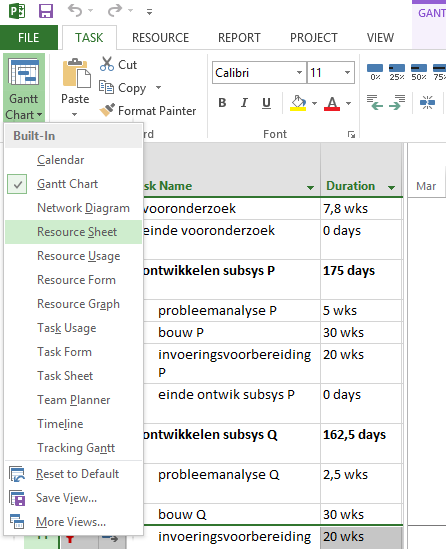 GANT
FILE TASK RESOURCE REPORT PROJECT VIEW
Gantt
Chart
Paste
Cut
Copy
Format Painter
Calibri 11
B I U A
0% 25% 50% 75%
Font
Built-In
Calendar
Gantt Chart
Network Diagram
Resource Sheet
Resource Usage
Resource Form
Resource Graph
Task Usage
Task Form
Task Sheet
Team Planner
Timeline
Tracking Gantt
Reset to Default
Save View...
More Views...
sk Name Duration Mar
vooronderzoek 7,8 wks
einde vooronderzoek 0 days
ontwikkelen subsys P 175 days
probleemanalyse P 5 wks
bouw P 30 wks
invoeringsvoorbereiding 20 wks
P
einde ontwik subsys P 0 days
ontwikkelen subsys Q 162,5 days
probleemanalyse Q 2,5 wks
bouw Q 30 wks
invoeringsvoorbereiding 20 wks